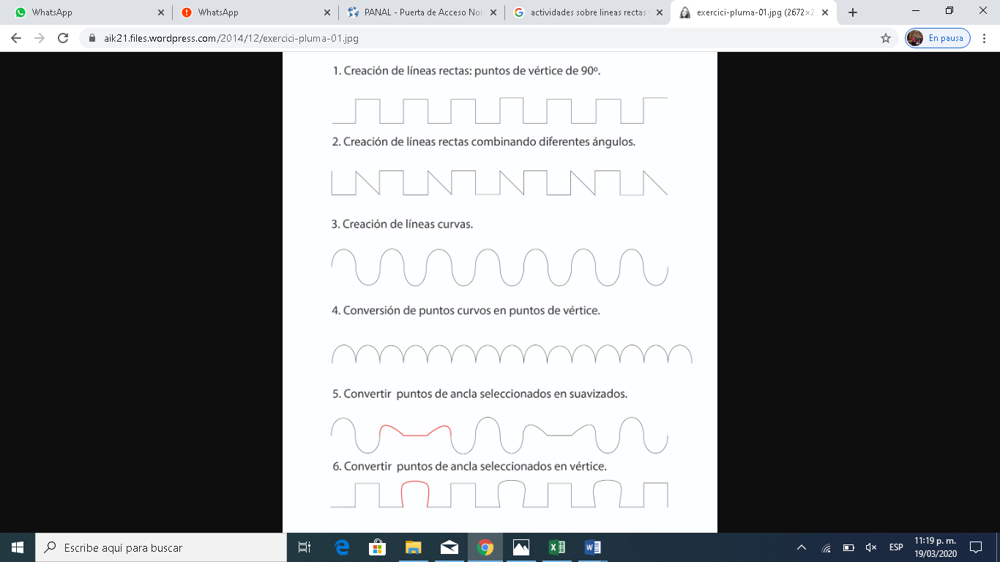 WhatsApp
WhatsApp
PANAL - Puerta de Acceso Nor
actividades sobre lineas rectas y
exercici-pluma-01.jpg (2672×2
aik21.files.wordpress.com/2014/12/exercici-pluma-01.jpg
En pausa
1. Creación de líneas rectas: puntos de vértice de 90º.
2. Creación de líneas rectas combinando diferentes ángulos.
3. Creación de líneas curvas.
4. Conversión de puntos curvos en puntos de vértice.
5. Convertir puntos de ancla seleccionados en suavizados.
6. Convertir puntos de ancla seleccionados en vértice.
Escribe aquí para buscar
ESP
11:19 p. m.
19/03/2020